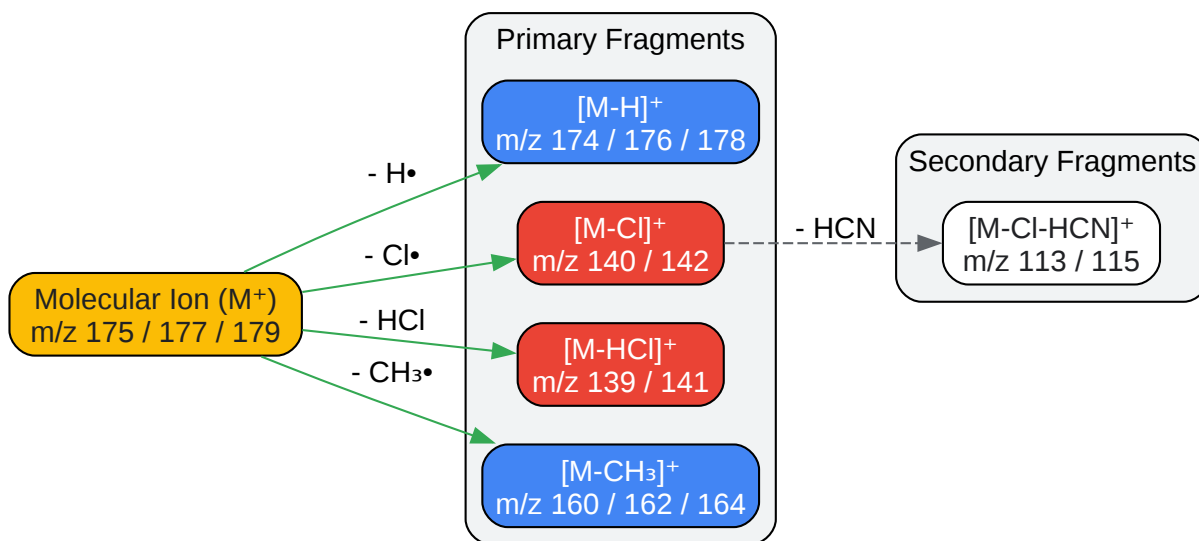 Primary Fragments
[M-H]⁺
m/z 174 / 176 / 178
- H•
Secondary Fragments
[M-Cl]⁺
m/z 140 / 142
- HCN
[M-Cl-HCN]⁺
m/z 113 / 115
- Cl•
Molecular Ion (M⁺)
m/z 175 / 177 / 179
- HCl
[M-HCl]⁺
m/z 139 / 141
- CH₃•
[M-CH₃]⁺
m/z 160 / 162 / 164